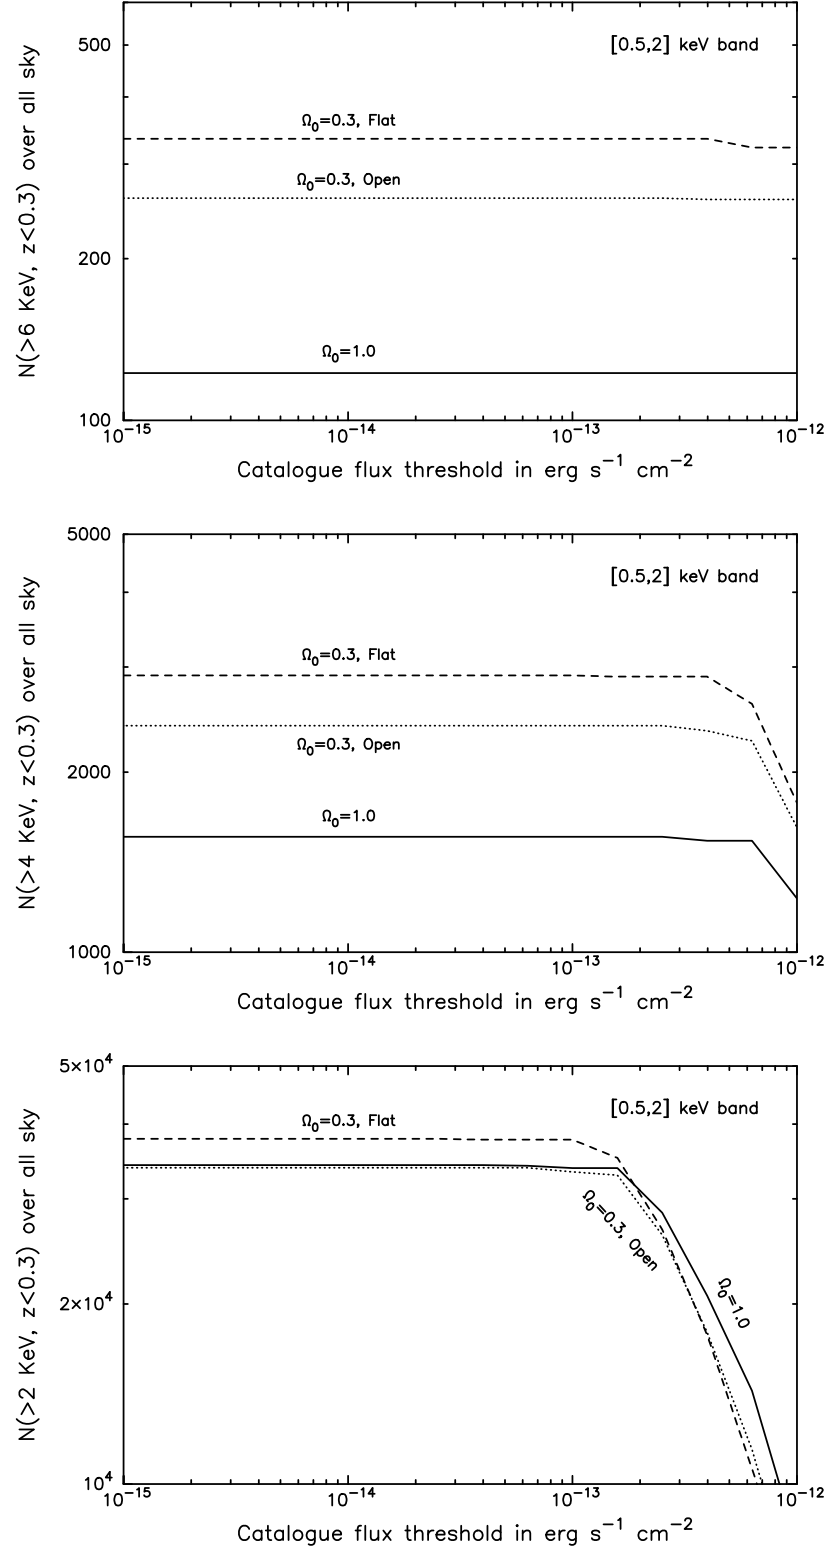 N(>6 KeV, z<0.3) over all sky
500
200
100
[0.5,2] keV band
Ω₀=0.3, Flat
Ω₀=0.3, Open
Ω₀=1.0
10⁻¹⁵ 10⁻¹⁴ 10⁻¹³ 10⁻¹²
Catalogue flux threshold in erg s⁻¹ cm⁻²
N(>4 KeV, z<0.3) over all sky
5000
2000
1000
[0.5,2] keV band
Ω₀=0.3, Flat
Ω₀=0.3, Open
Ω₀=1.0
10⁻¹⁵ 10⁻¹⁴ 10⁻¹³ 10⁻¹²
Catalogue flux threshold in erg s⁻¹ cm⁻²
N(>2 KeV, z<0.3) over all sky
5×10⁴
2×10⁴
10⁴
[0.5,2] keV band
Ω₀=0.3, Flat
Ω₀=0.3, Open
Ω₀=1.0
10⁻¹⁵ 10⁻¹⁴ 10⁻¹³ 10⁻¹²
Catalogue flux threshold in erg s⁻¹ cm⁻²